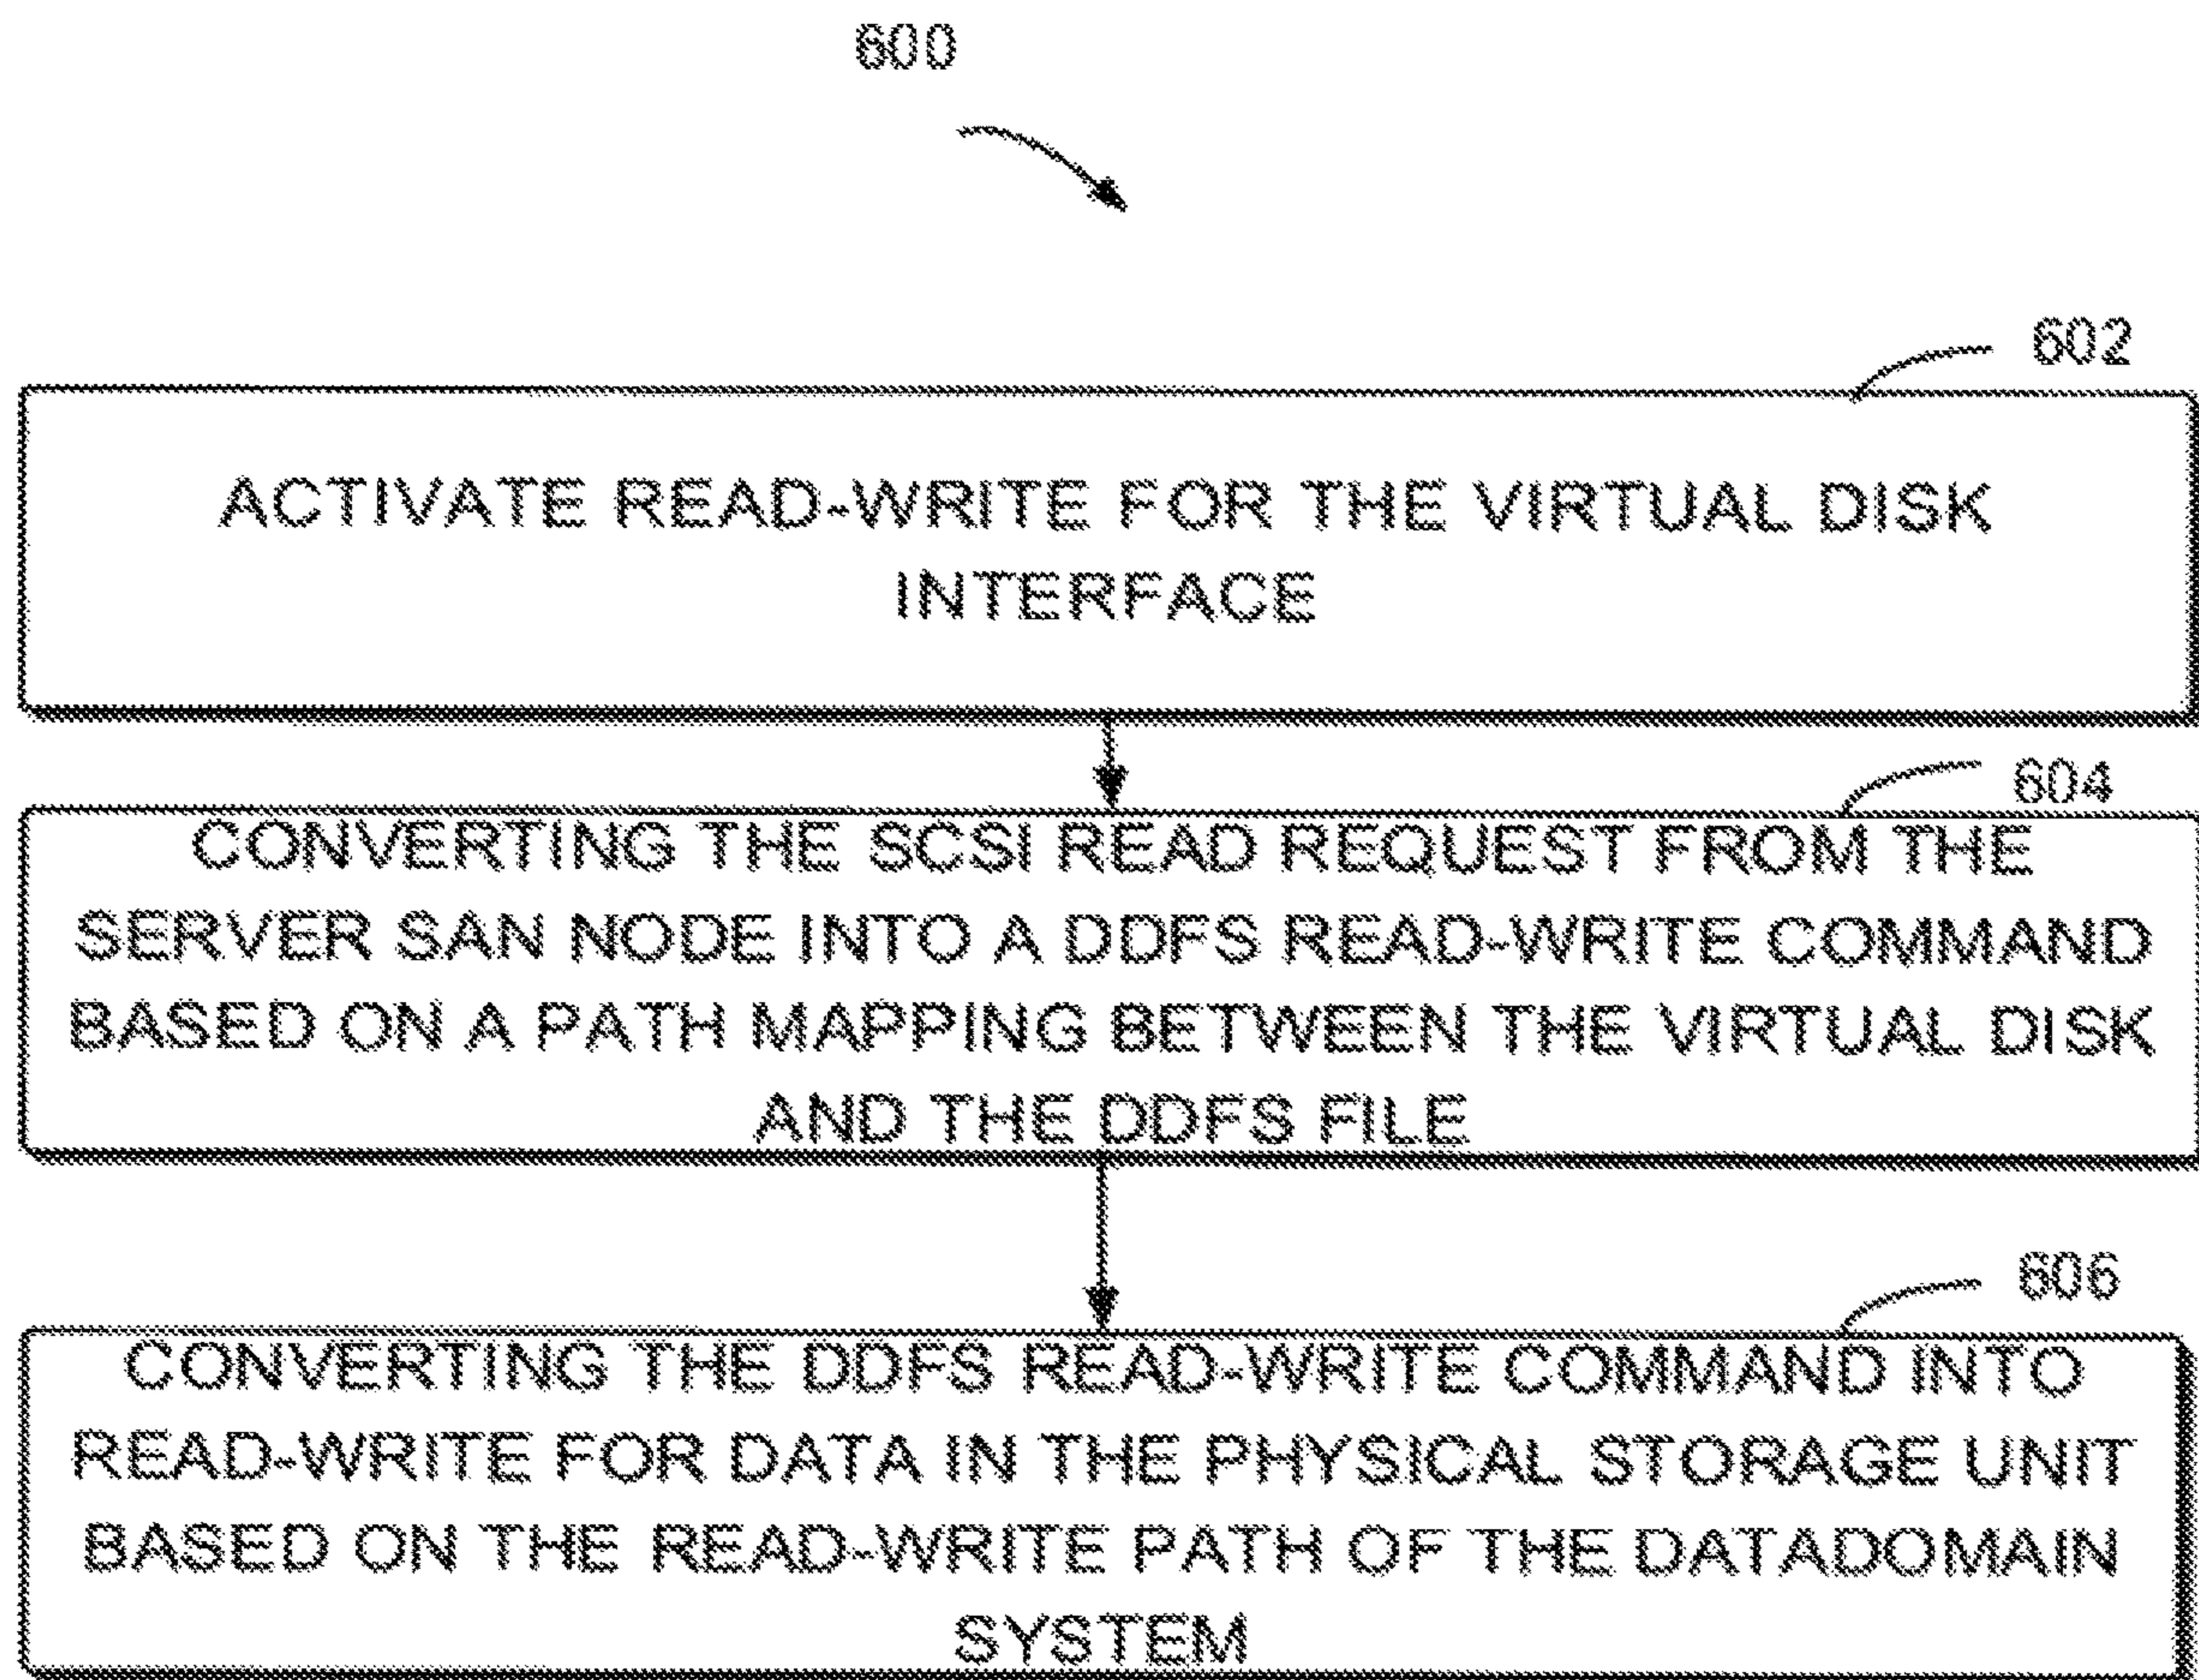 600
602
ACTIVATE READ-WRITE FOR THE VIRTUAL DISK
INTERFACE
604
CONVERTING THE SCSI READ REQUEST FROM THE
SERVER SAN NODE INTO A DDFS READ-WRITE COMMAND
BASED ON A PATH MAPPING BETWEEN THE VIRTUAL DISK
AND THE DDFS FILE
606
CONVERTING THE DDFS READ-WRITE COMMAND INTO
READ-WRITE FOR DATA IN THE PHYSICAL STORAGE UNIT
BASED ON THE READ-WRITE PATH OF THE DATADOMAIN
SYSTEM